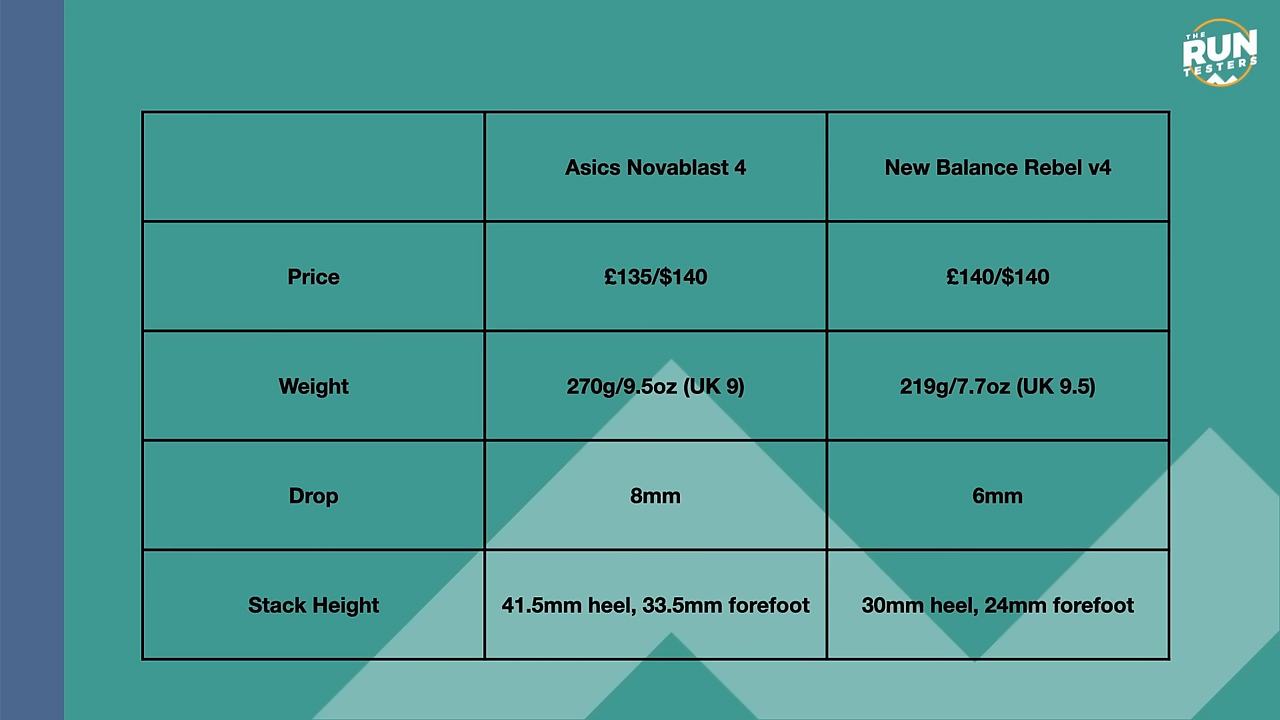 THE
RUN
TESTERS
Asics Novablast 4 New Balance Rebel v4
Price £135/$140 £140/$140
Weight 270g/9.5oz (UK 9) 219g/7.7oz (UK 9.5)
Drop 8mm 6mm
Stack Height 41.5mm heel, 33.5mm forefoot 30mm heel, 24mm forefoot